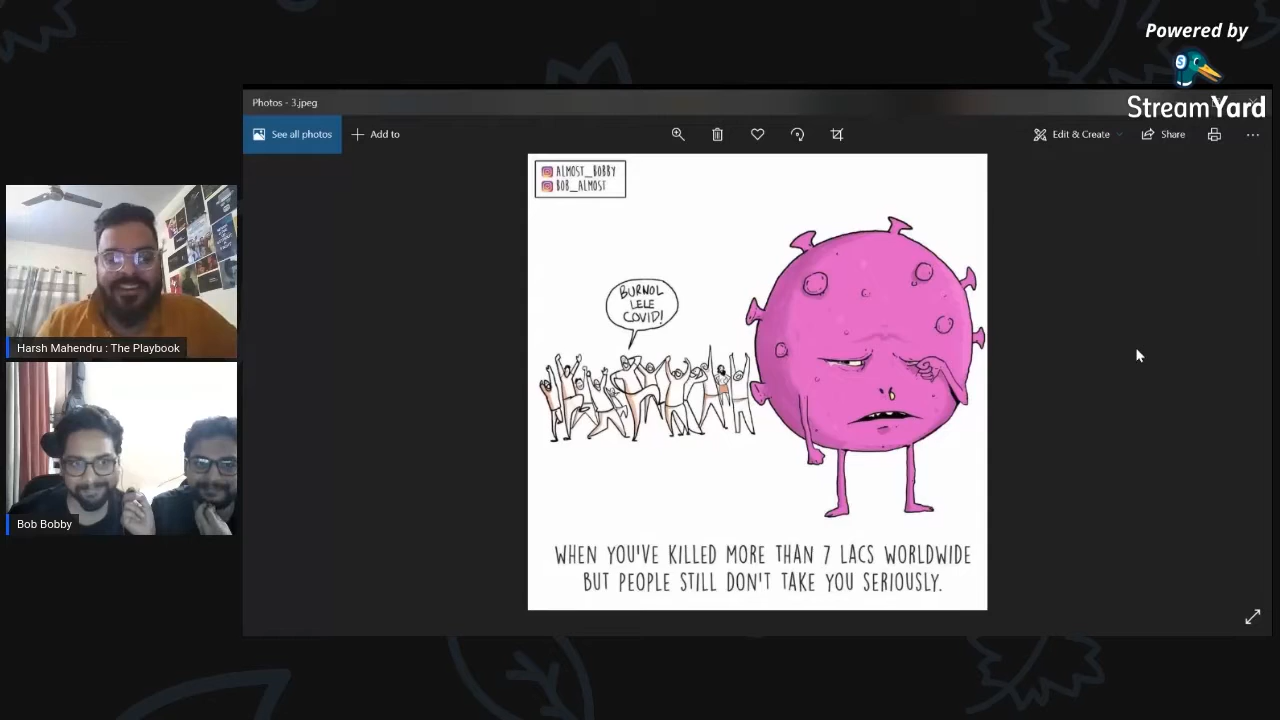 Powered by
StreamYard
Photos - 3.jpeg
See all photos
Add to
Edit & Create
Share
ALMOST_BOBBY
BOB_ALMOST
BURNOL
LELE
COVID!
WHEN YOU'VE KILLED MORE THAN 7 LACS WORLDWIDE
BUT PEOPLE STILL DON'T TAKE YOU SERIOUSLY.
Harsh Mahendru : The Playbook
Bob Bobby